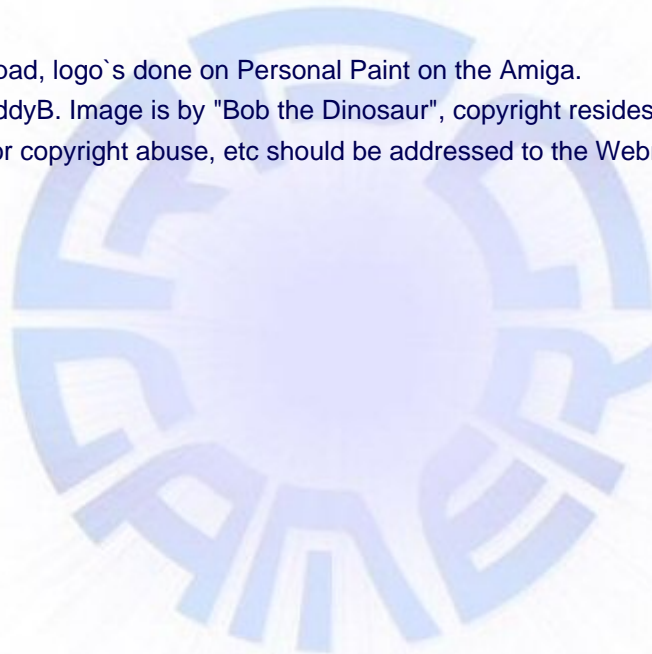 oad, logo`s done on Personal Paint on the Amiga.
ddyB. Image is by "Bob the Dinosaur", copyright resides
or copyright abuse, etc should be addressed to the Web